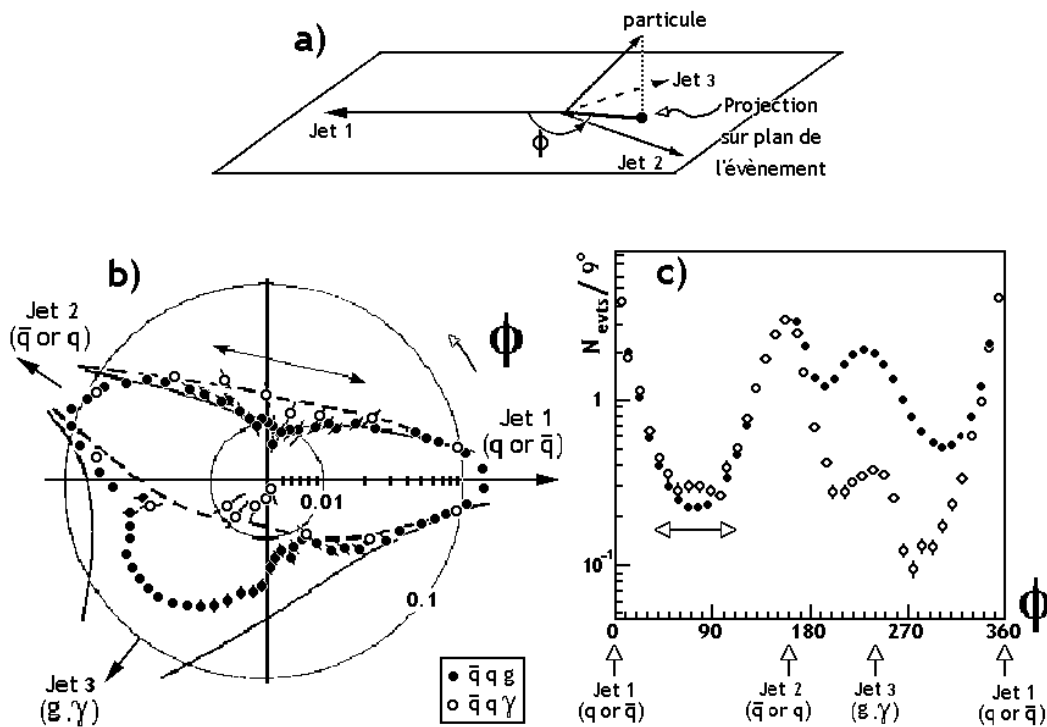 a)
particule
Jet 3
Jet 1
ϕ
Jet 2
Projection
sur plan de
l'évènement
b)
Jet 2
(q̄ or q)
ϕ
Jet 1
(q or q̄)
0.01
0.1
Jet 3
(g,γ)
● q̄ q g
○ q̄ q γ
c)
N evts / 9°
1
10⁻¹
0
90
180
270
360
ϕ
Jet 1
(q or q̄)
Jet 2
(q̄ or q)
Jet 3
(g,γ)
Jet 1
(q or q̄)